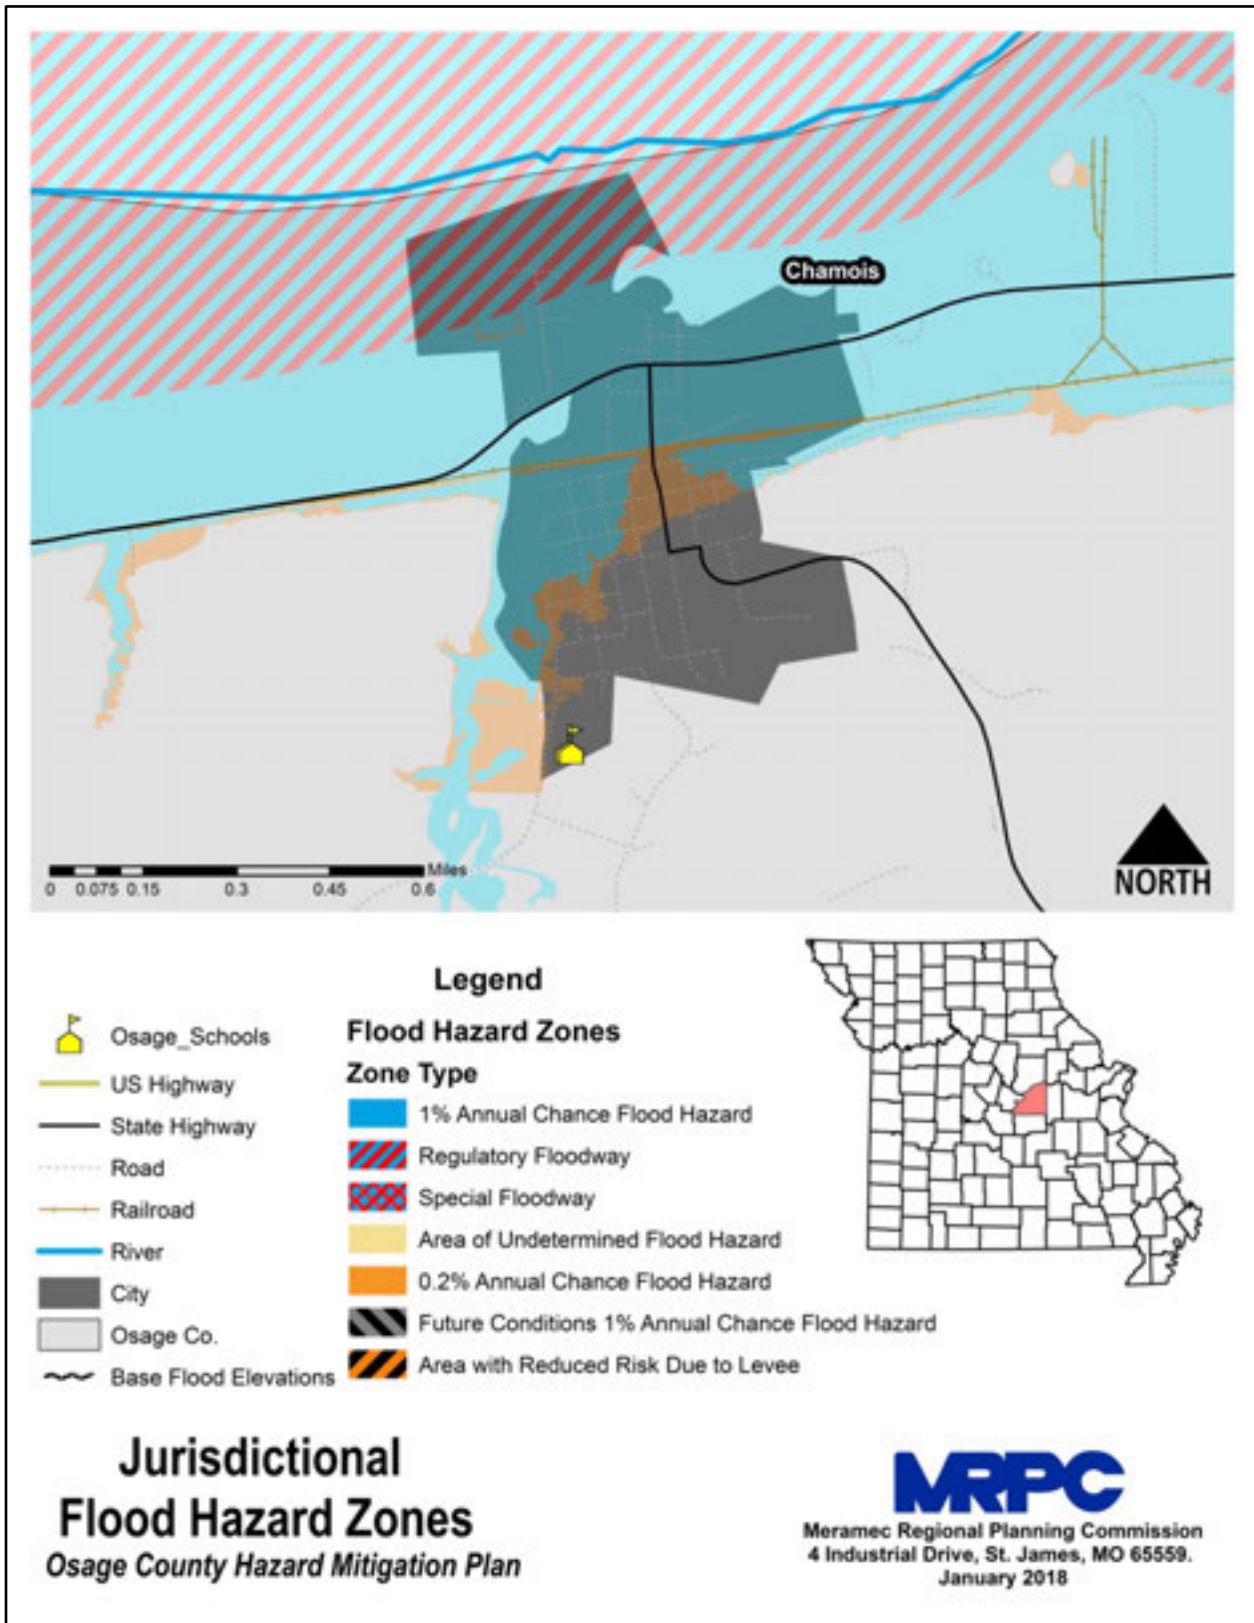 Chamois
Miles
0 0.075 0.15 0.3 0.45 0.6
NORTH
Legend
Osage_Schools
US Highway
State Highway
Road
Railroad
River
City
Osage Co.
Base Flood Elevations
Flood Hazard Zones
Zone Type
1% Annual Chance Flood Hazard
Regulatory Floodway
Special Floodway
Area of Undetermined Flood Hazard
0.2% Annual Chance Flood Hazard
Future Conditions 1% Annual Chance Flood Hazard
Area with Reduced Risk Due to Levee
Jurisdictional
Flood Hazard Zones
Osage County Hazard Mitigation Plan
MRPC
Meramec Regional Planning Commission
4 Industrial Drive, St. James, MO 65559.
January 2018